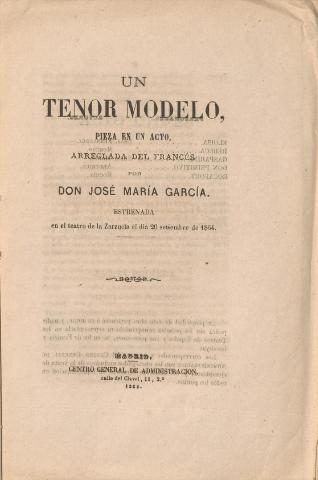 UN
TENOR MODELO,
PIEZA EN UN ACTO,
ARREGLADA DEL FRANCÉS
POR
DON JOSÉ MARÍA GARCÍA.
ESTRENADA
en el teatro de la Zarzuela el dia 20 setiembre de 1864.
MADRID.
CENTRO GENERAL DE ADMINISTRACION,
calle del Clavel, 11, 2.º